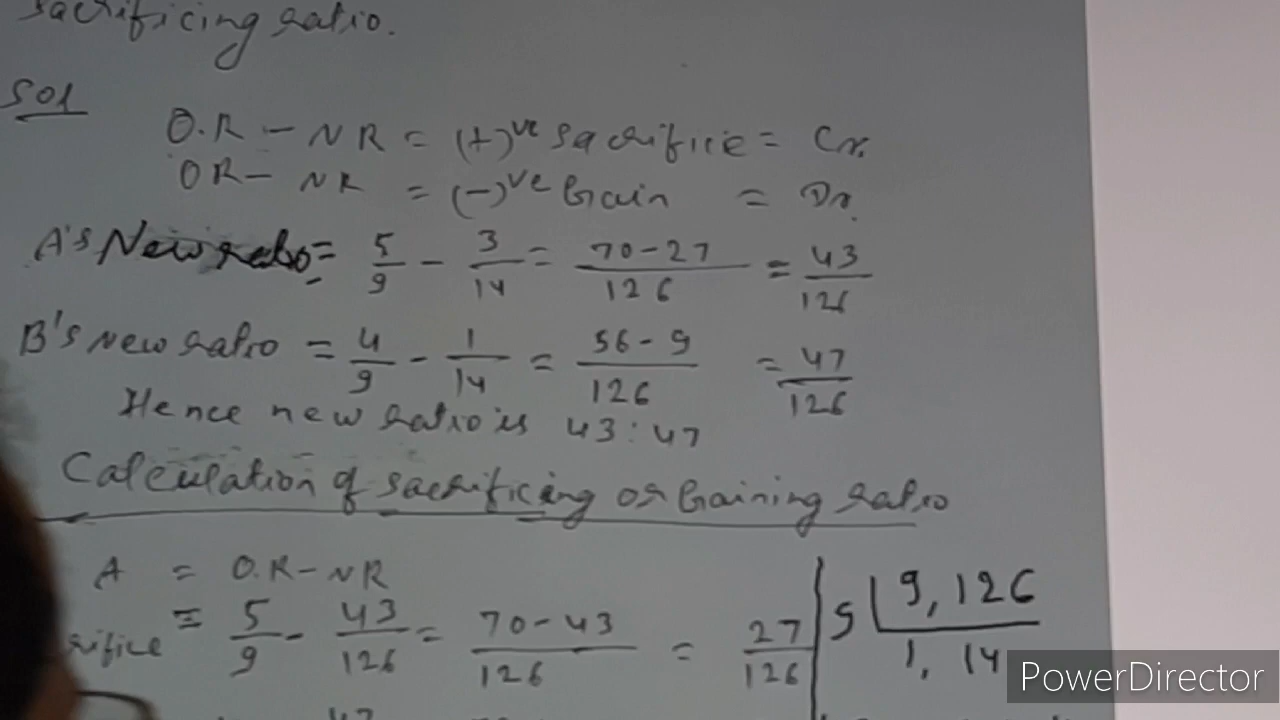 sacrificing ratio.
Sol
O.R - NR = (+)ve Sacrifice = Cr.
OR - NR = (-)ve Gain = Dr.
A's New ratio = 5/9 - 3/14 = 70-27/126 = 43/126
B's New ratio = 4/9 - 1/14 = 56-9/126 = 47/126
Hence new ratio is 43:47
Calculation of sacrificing or Gaining ratio
A = O.R - NR
= 5/9 - 43/126 = 70-43/126 = 27/126
9 | 9, 126
1, 14
PowerDirector